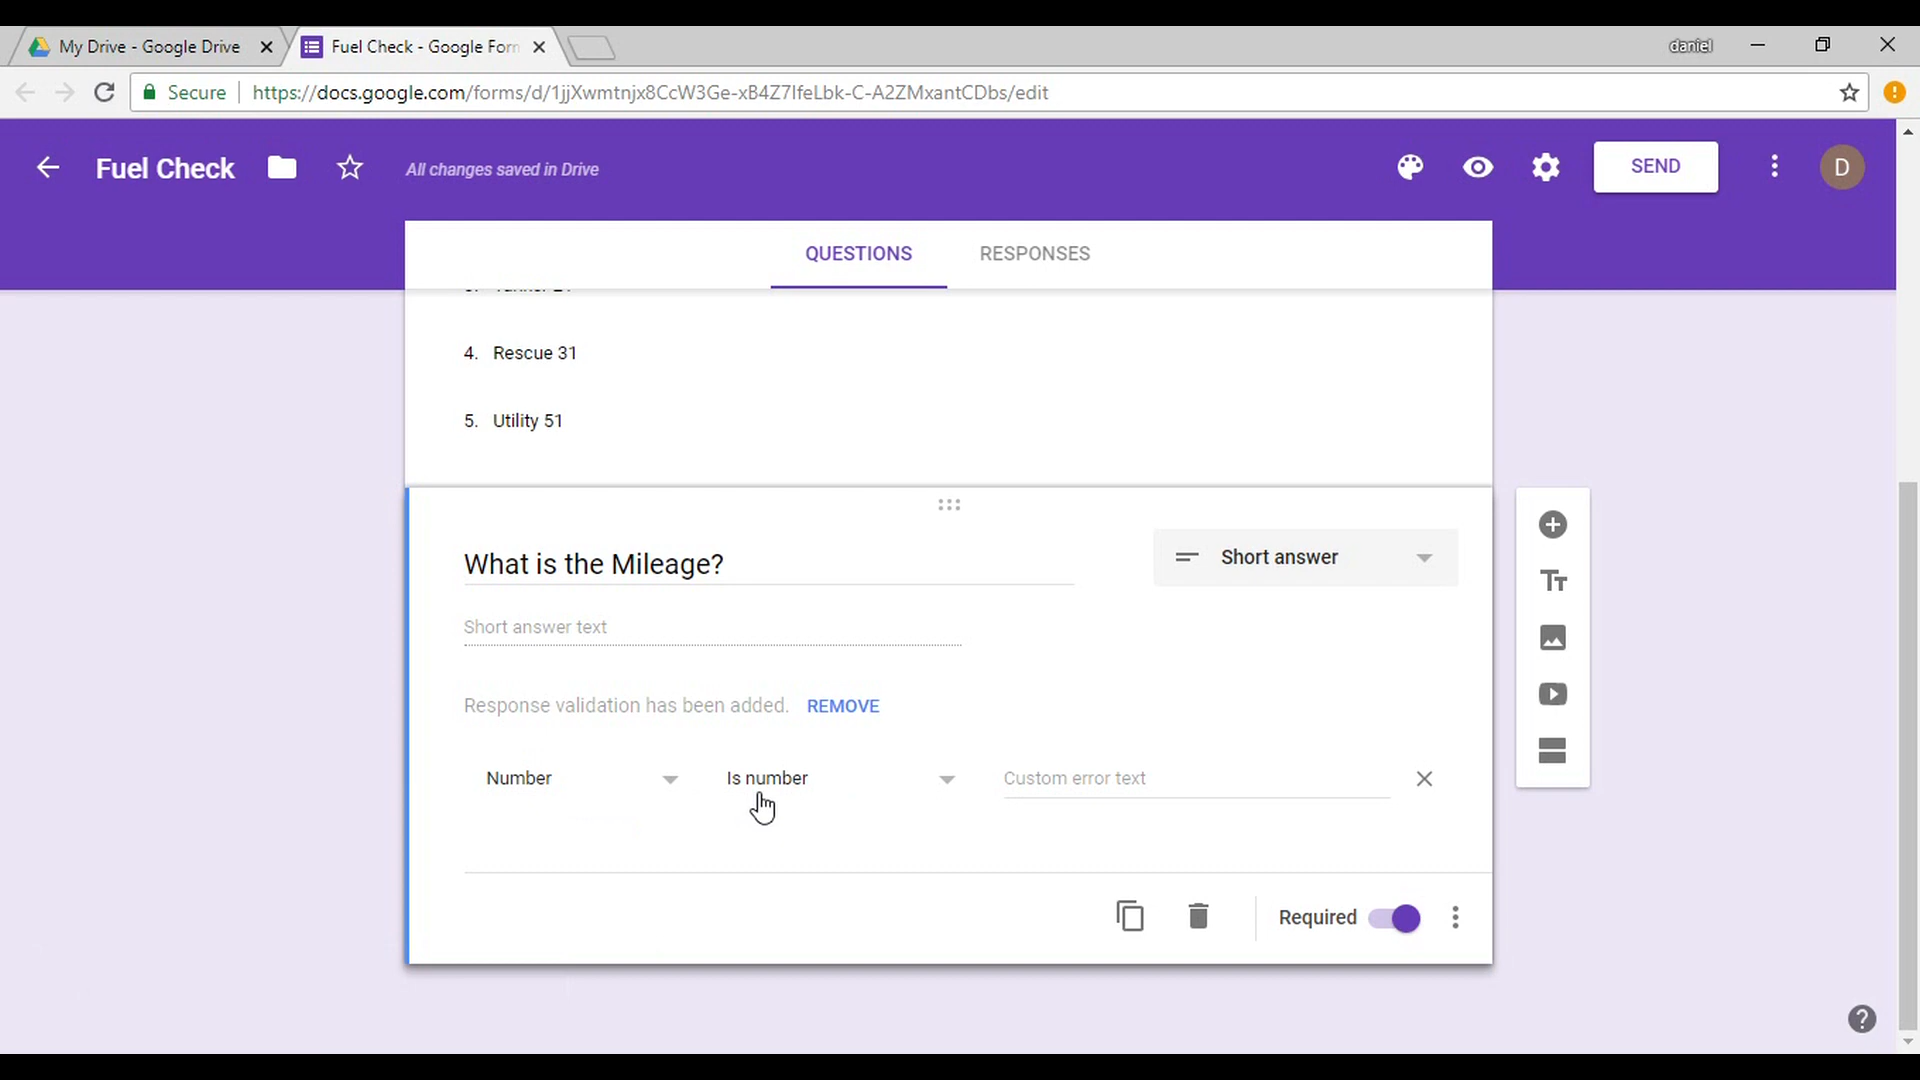 My Drive - Google Drive
Fuel Check - Google Form
daniel
Secure
https://docs.google.com/forms/d/1jjXwmtnjx8CcW3Ge-xB4Z7IfeLbk-C-A2ZMxantCDbs/edit
Fuel Check
All changes saved in Drive
SEND
D
QUESTIONS
RESPONSES
4. Rescue 31
5. Utility 51
What is the Mileage?
Short answer
Short answer text
Response validation has been added. REMOVE
Number
Is number
Custom error text
Required